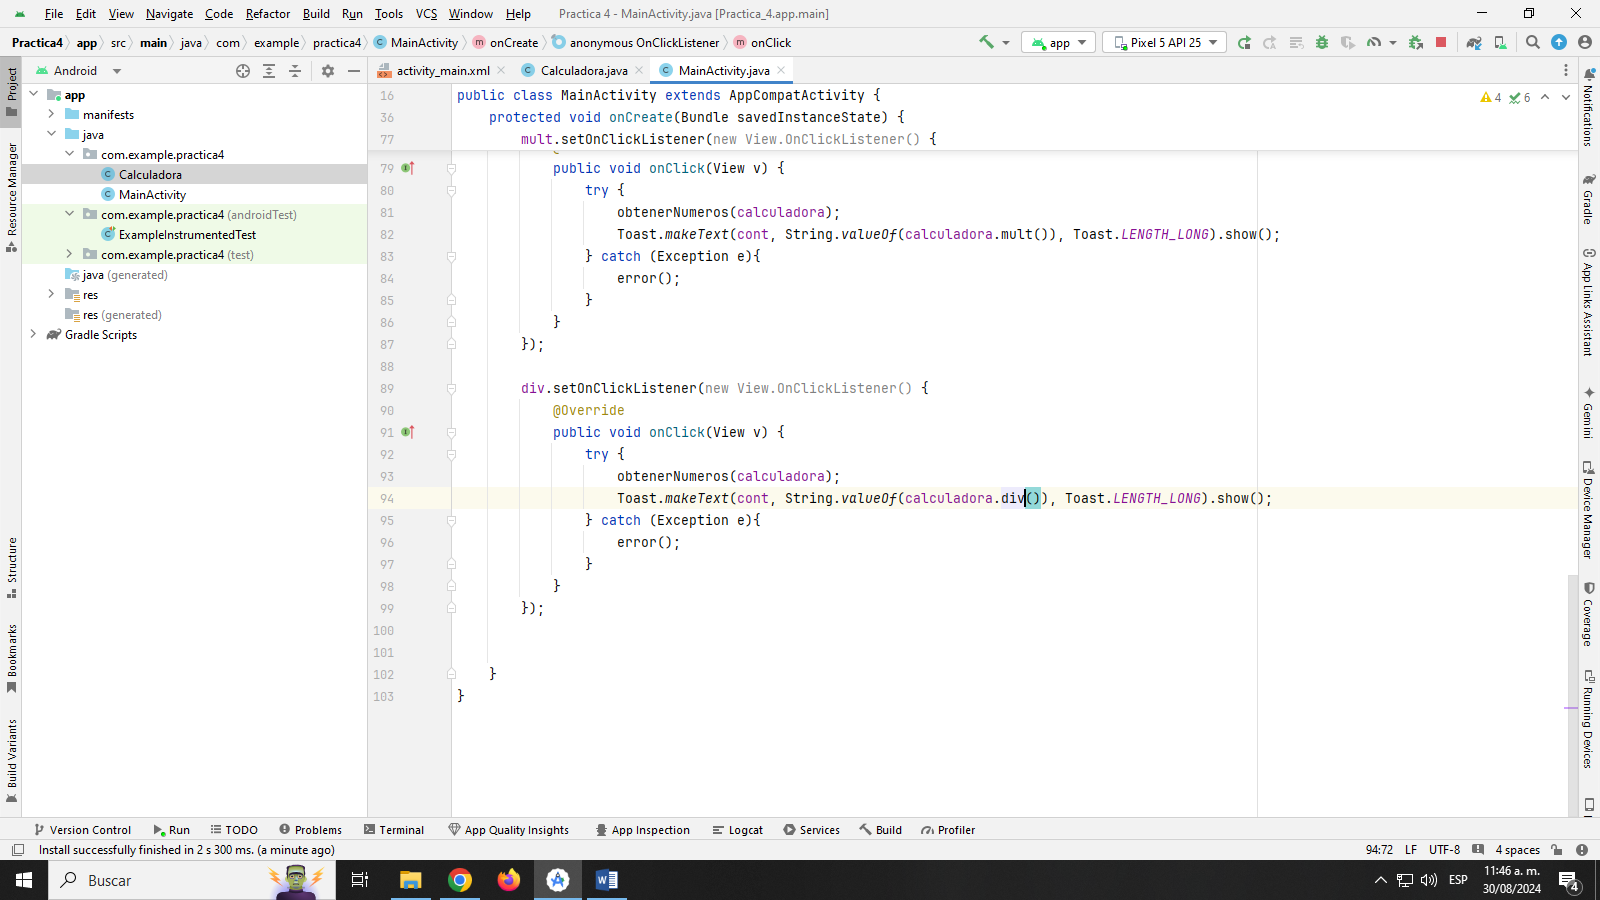 File Edit View Navigate Code Refactor Build Run Tools VCS Window Help Practica 4 - MainActivity.java [Practica_4.app.main]
Practica4 app src main java com example practica4 MainActivity onCreate anonymous OnClickListener onClick app Pixel 5 API 25
Android
activity_main.xml Calculadora.java MainActivity.java
Project
Resource Manager
Structure
Bookmarks
Build Variants
app
manifests
java
com.example.practica4
Calculadora
MainActivity
com.example.practica4 (androidTest)
ExampleInstrumentedTest
com.example.practica4 (test)
java (generated)
res
res (generated)
Gradle Scripts
16 public class MainActivity extends AppCompatActivity {
36 protected void onCreate(Bundle savedInstanceState) {
77 mult.setOnClickListener(new View.OnClickListener() {
4 6
79 public void onClick(View v) {
80 try {
81 obtenerNumeros(calculadora);
82 Toast.makeText(cont, String.valueOf(calculadora.mult()), Toast.LENGTH_LONG).show();
83 } catch (Exception e){
84 error();
85 }
86 }
87 });
88
89 div.setOnClickListener(new View.OnClickListener() {
90 @Override
91 public void onClick(View v) {
92 try {
93 obtenerNumeros(calculadora);
94 Toast.makeText(cont, String.valueOf(calculadora.div()), Toast.LENGTH_LONG).show();
95 } catch (Exception e){
96 error();
97 }
98 }
99 });
100
101
102 }
103 }
Notifications
Gradle
App Links Assistant
Gemini
Device Manager
Coverage
Running Devices
Version Control Run TODO Problems Terminal App Quality Insights App Inspection Logcat Services Build Profiler
Install successfully finished in 2 s 300 ms. (a minute ago) 94:72 LF UTF-8 4 spaces
Buscar
ESP
11:46 a. m.
30/08/2024
4